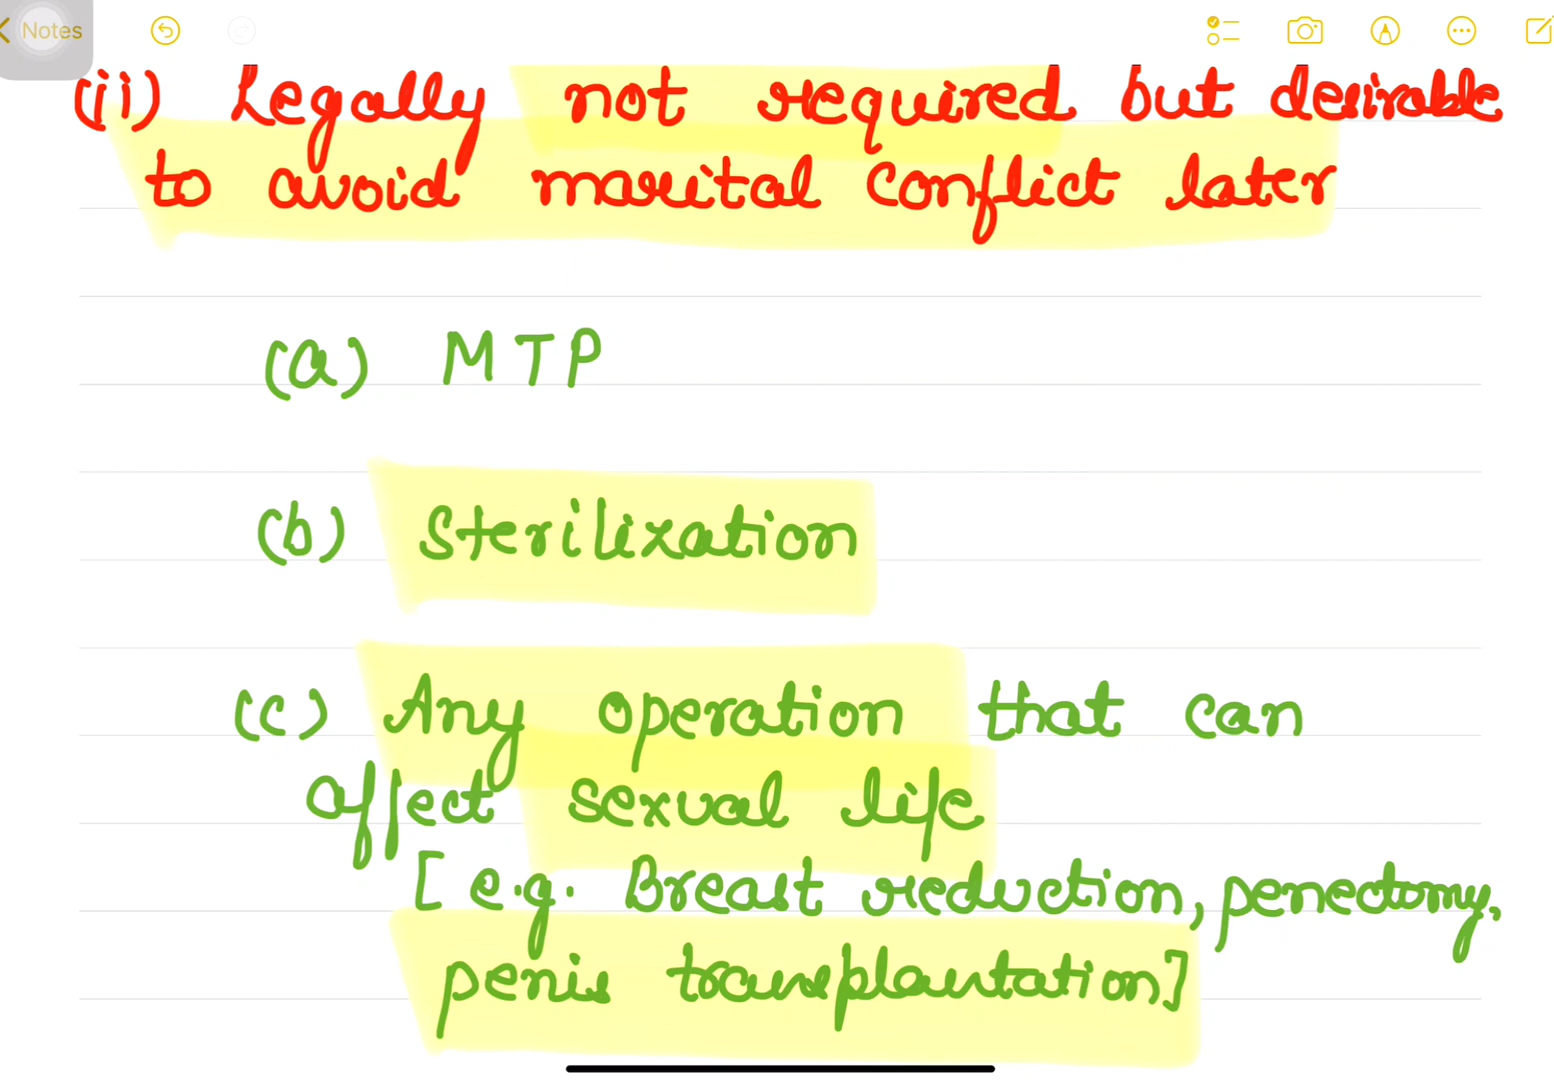 Notes
(ii) Legally not required but desirable
to avoid marital conflict later
(a) MTP
(b) Sterilization
(c) Any operation that can
affect sexual life
[e.g. Breast reduction, penectomy,
penis transplantation]